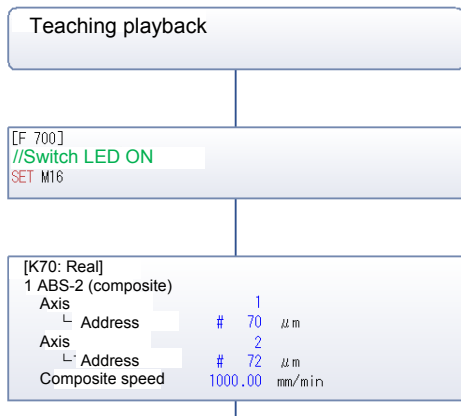 Teaching playback
[F 700]
//Switch LED ON
SET M16
[K70: Real]
1 ABS-2 (composite)
Axis 1
└ Address # 70 μm
Axis 2
└ Address # 72 μm
Composite speed 1000.00 mm/min